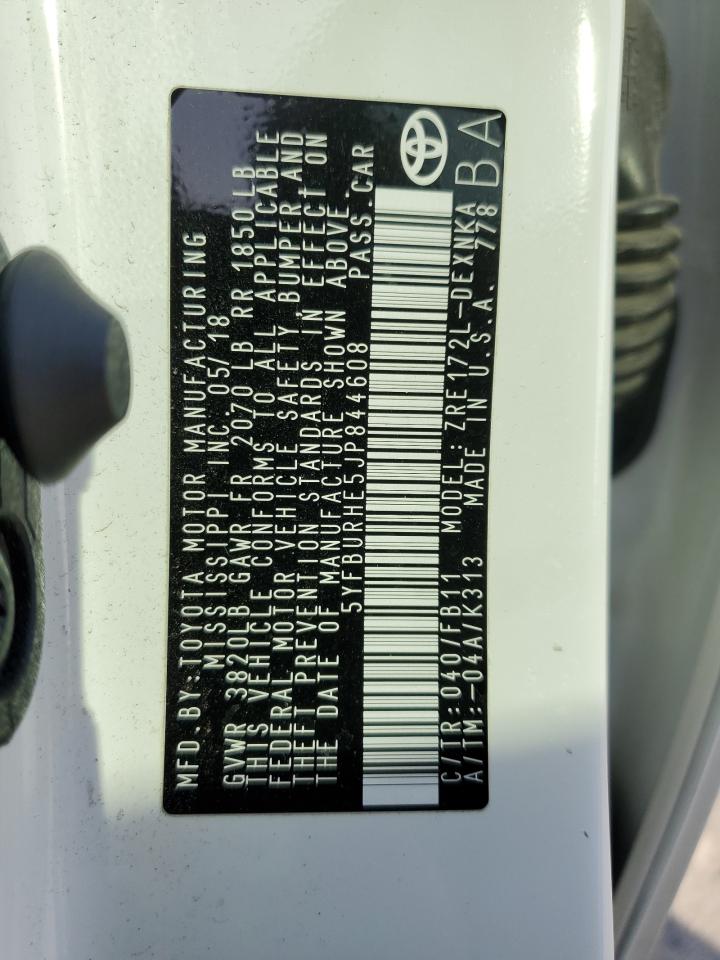 MFD.BY:TOYOTA MOTOR MANUFACTURING
MISSISSIPPI INC.05/18
GVWR 3820LB GAWR FR 2070 LB RR 1850 LB
THIS VEHICLE CONFORMS TO ALL APPLICABLE
FEDERAL MOTOR VEHICLE SAFETY, BUMPER AND
THEFT PREVENTION STANDARDS IN EFFECT ON
THE DATE OF MANUFACTURE SHOWN ABOVE.
5YFBURHE5JP844608 PASS.CAR
C/TR:040/FB11 MODEL:ZRE172L-DEXNKA
A/TM:-04A/K313 MADE IN U.S.A. 778
BA